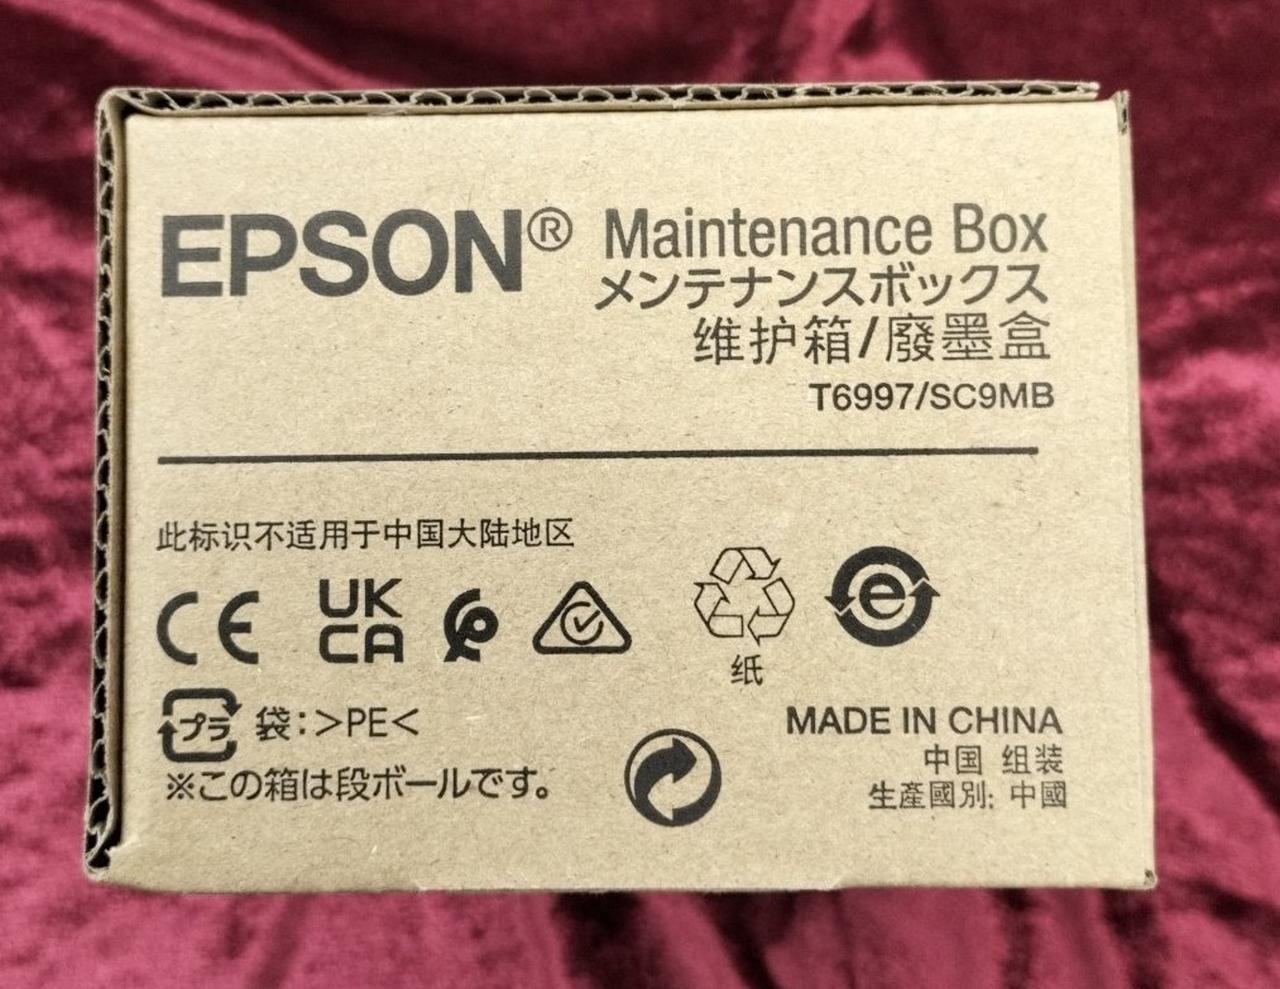 EPSON® Maintenance Box
メンテナンスボックス
维护箱/廢墨盒
T6997/SC9MB
此标识不适用于中国大陆地区
CE UK
CA
e
纸
プラ 袋:>PE<
※この箱は段ボールです。
MADE IN CHINA
中国 组装
生產國別: 中國